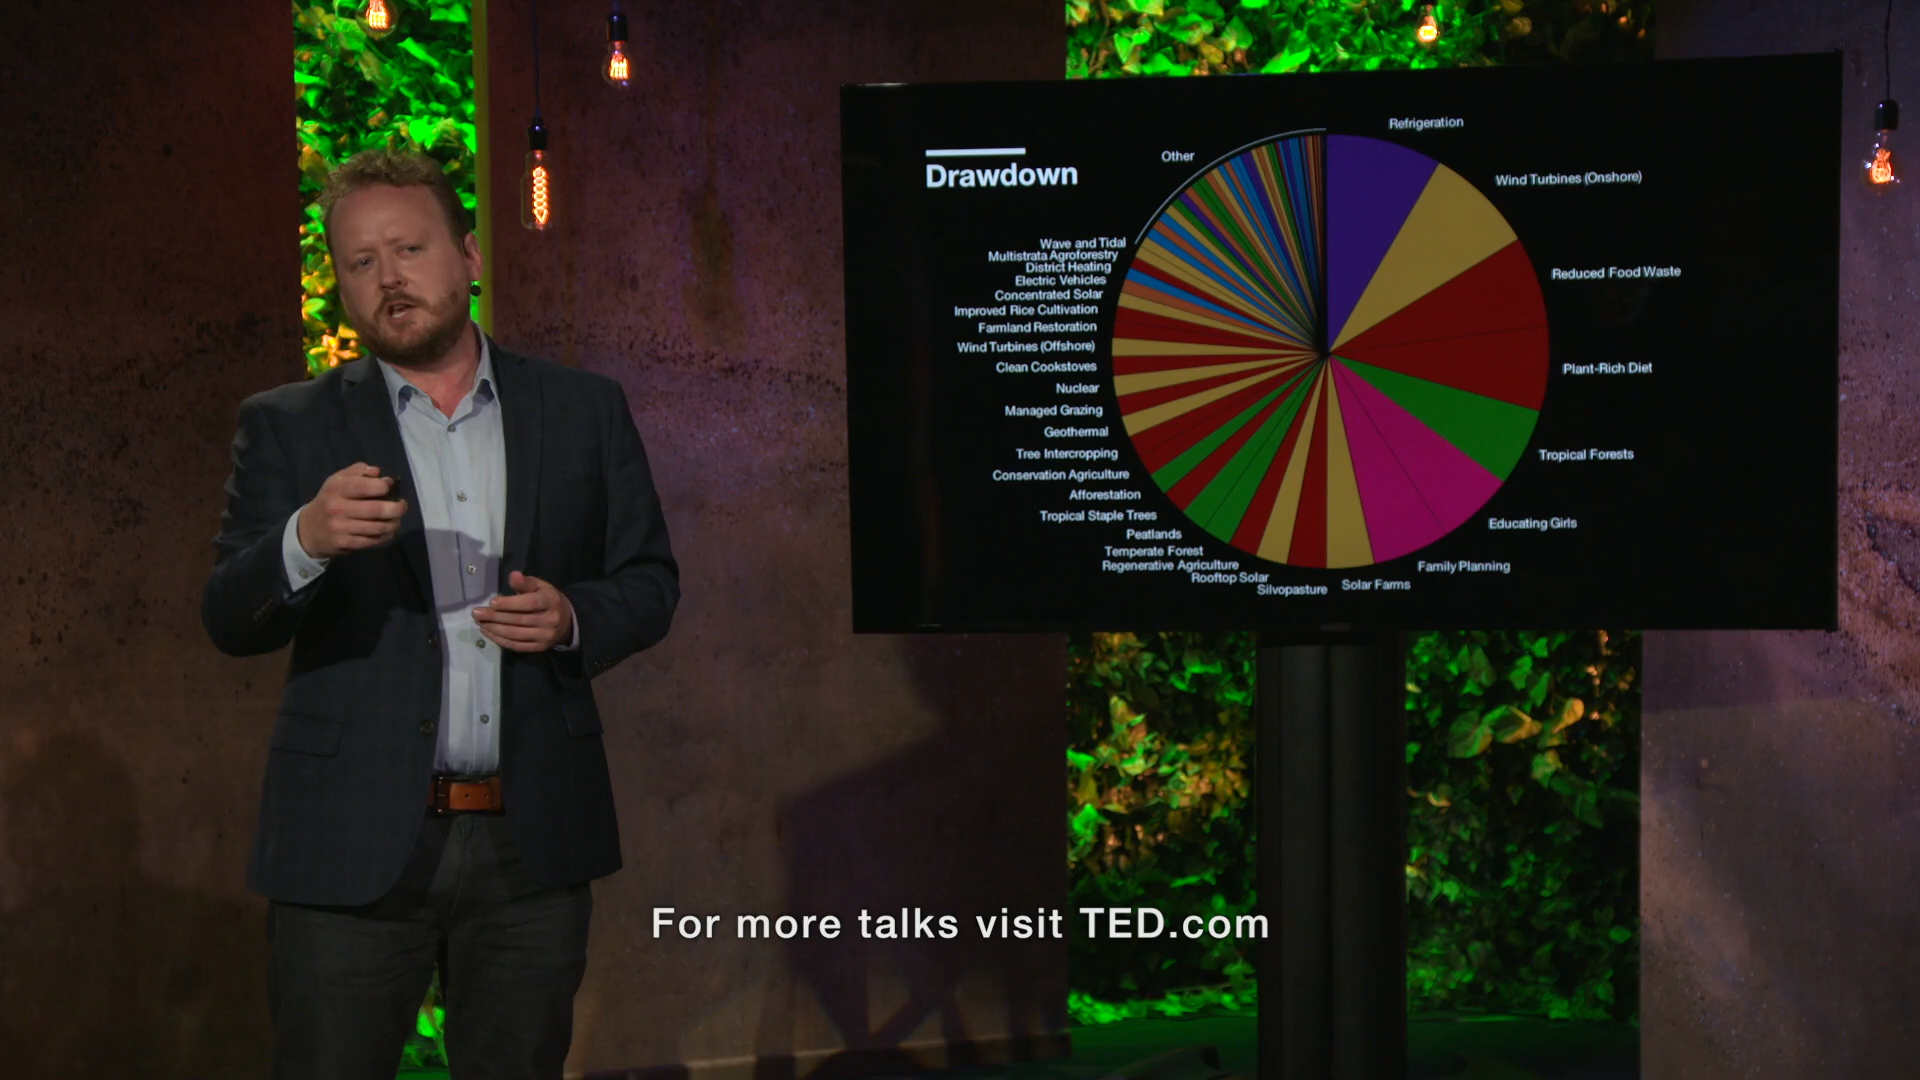 Drawdown
Refrigeration
Wind Turbines (Onshore)
Reduced Food Waste
Plant-Rich Diet
Tropical Forests
Educating Girls
Family Planning
Solar Farms
Silvopasture
Rooftop Solar
Regenerative Agriculture
Temperate Forest
Peatlands
Tropical Staple Trees
Afforestation
Conservation Agriculture
Tree Intercropping
Geothermal
Managed Grazing
Nuclear
Clean Cookstoves
Wind Turbines (Offshore)
Farmland Restoration
Improved Rice Cultivation
Concentrated Solar
Electric Vehicles
District Heating
Multistrata Agroforestry
Wave and Tidal
Other
For more talks visit TED.com